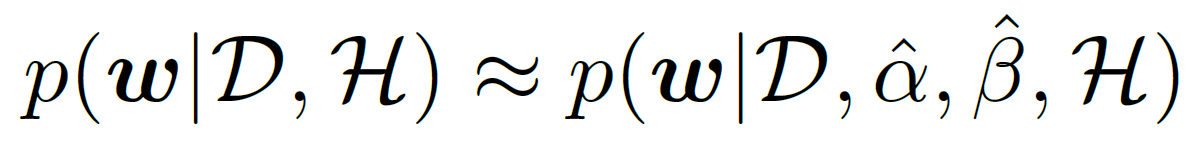 p(𝒘|𝒟, ℋ) ≈ p(𝒘|𝒟, α̂, β̂, ℋ)